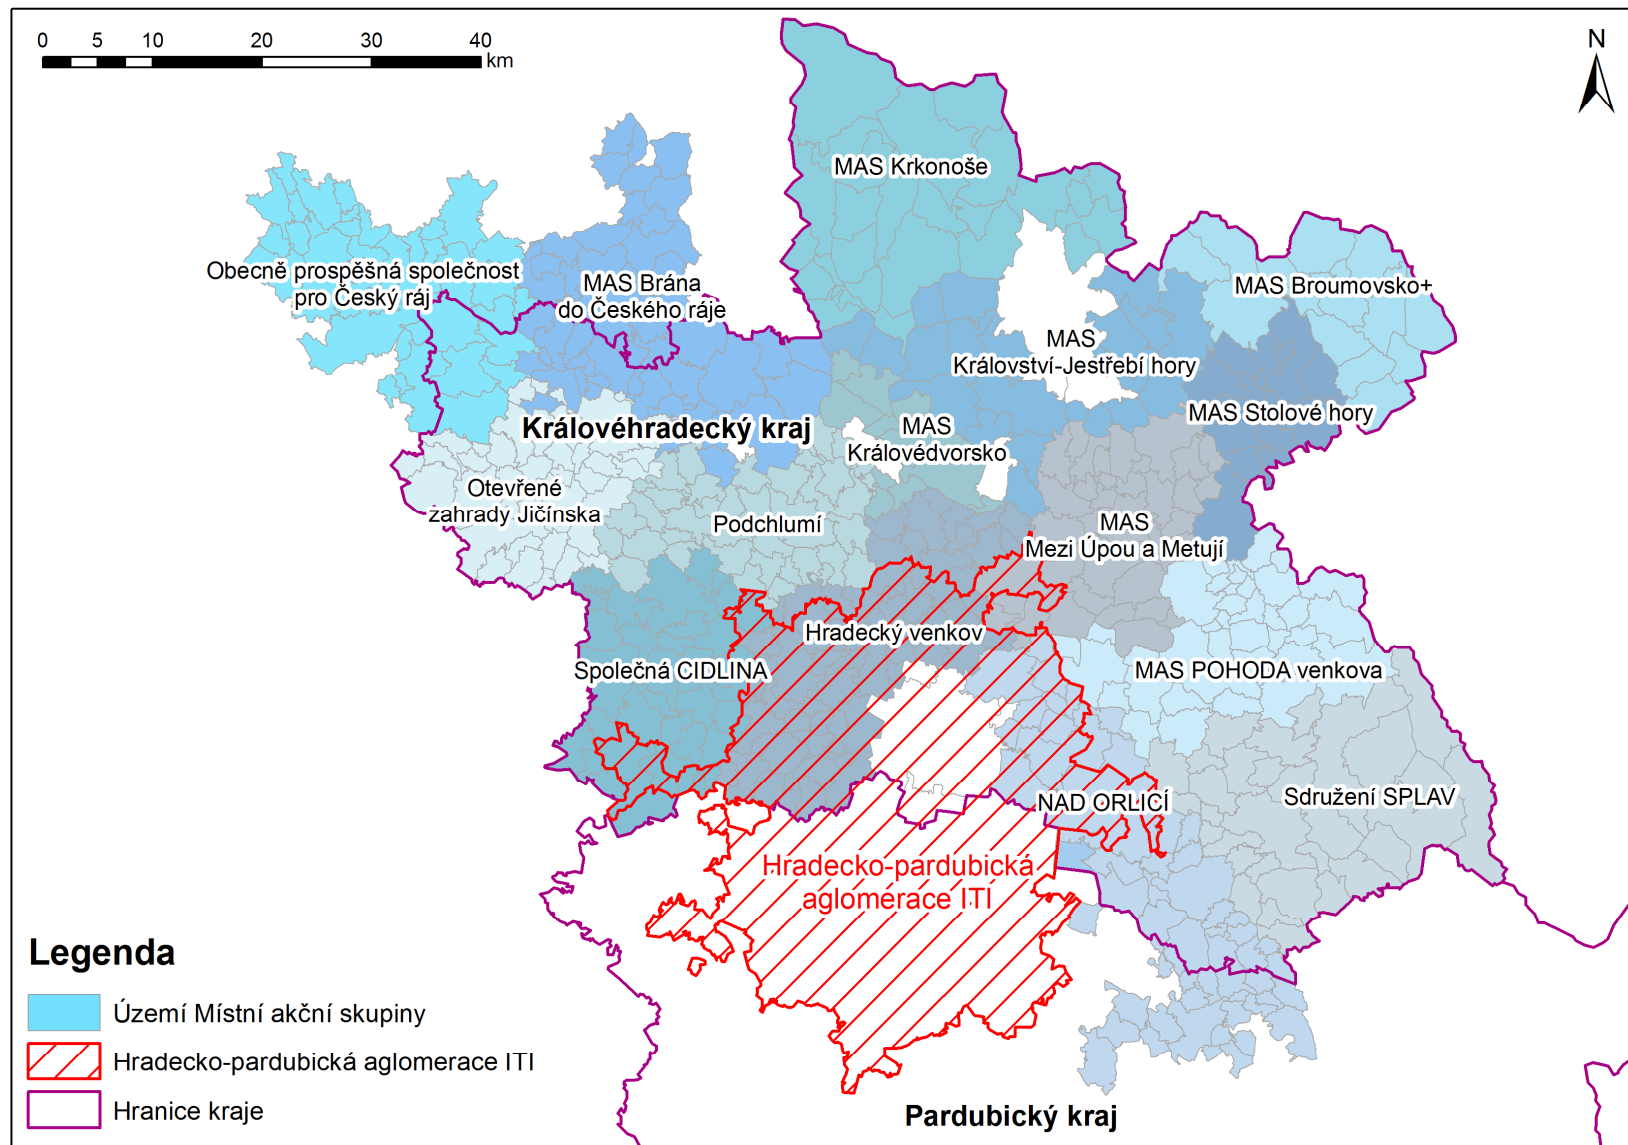 0 5 10 20 30 40
km
N
MAS Krkonoše
Obecně prospěšná společnost
pro Český ráj
MAS Brána
do Českého ráje
MAS Broumovsko+
MAS
Království-Jestřebí hory
MAS Stolové hory
Královéhradecký kraj
MAS
Královédvorsko
Otevřené
zahrady Jičínska
Podchlumí
MAS
Mezi Úpou a Metují
Hradecký venkov
Společná CIDLINA
MAS POHODA venkova
NAD ORLICÍ
Sdružení SPLAV
Hradecko-pardubická
aglomerace ITI
Legenda
Území Místní akční skupiny
Hradecko-pardubická aglomerace ITI
Hranice kraje
Pardubický kraj